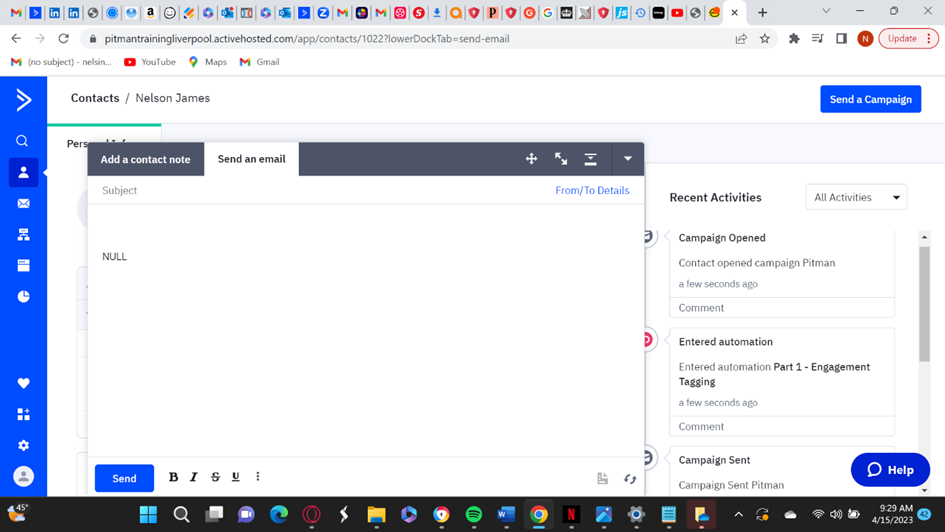 pitmantrainingliverpool.activehosted.com/app/contacts/1022?lowerDockTab=send-email
Update
(no subject) - nelsin...
YouTube
Maps
Gmail
Contacts / Nelson James
Send a Campaign
Add a contact note
Send an email
Subject
From/To Details
NULL
Send
B I S U
Recent Activities
All Activities
Campaign Opened
Contact opened campaign Pitman
a few seconds ago
Comment
Entered automation
Entered automation Part 1 - Engagement
Tagging
a few seconds ago
Comment
Campaign Sent
Campaign Sent Pitman
Help
45°
9:29 AM
4/15/2023
42